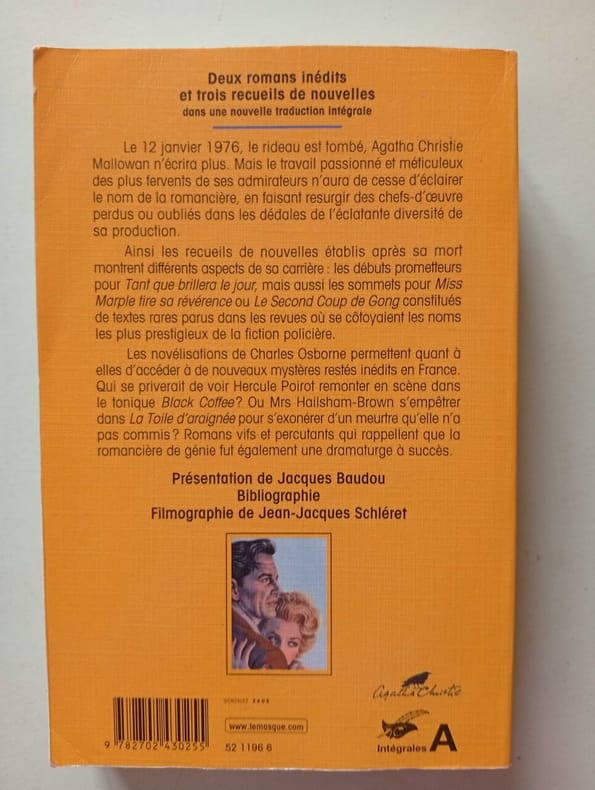 Deux romans inédits
et trois recueils de nouvelles
dans une nouvelle traduction intégrale
Le 12 janvier 1976, le rideau est tombé, Agatha Christie
Mallowan n'écrira plus. Mais le travail passionné et méticuleux
des plus fervents de ses admirateurs n'aura de cesse d'éclairer
le nom de la romancière, en faisant resurgir des chefs-d'œuvre
perdus ou oubliés dans les dédales de l'éclatante diversité de
sa production.
Ainsi les recueils de nouvelles établis après sa mort
montrent différents aspects de sa carrière : les débuts prometteurs
pour Tant que brillera le jour, mais aussi les sommets pour Miss
Marple tire sa révérence ou Le Second Coup de Gong constitués
de textes rares parus dans les revues où se côtoyaient les noms
les plus prestigieux de la fiction policière.
Les novélisations de Charles Osborne permettent quant à
elles d'accéder à de nouveaux mystères restés inédits en France.
Qui se priverait de voir Hercule Poirot remonter en scène dans
le tonique Black Coffee ? Ou Mrs Hailsham-Brown s'empêtrer
dans La Toile d'araignée pour s'exonérer d'un meurtre qu'elle n'a
pas commis ? Romans vifs et percutants qui rappellent que la
romancière de génie fut également une dramaturge à succès.
Présentation de Jacques Baudou
Bibliographie
Filmographie de Jean-Jacques Schléret
Agatha Christie
www.lemasque.com
Intégrales A
9 782702 430255
52 1196 6